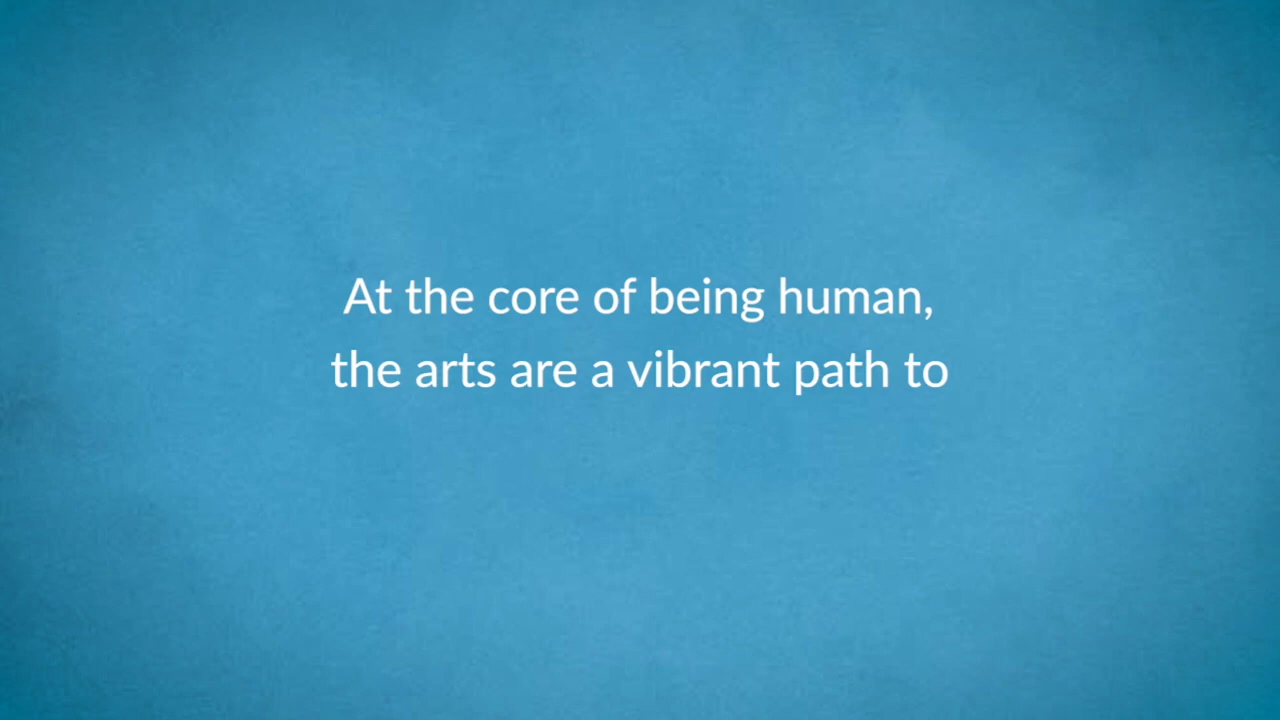 At the core of being human,
the arts are a vibrant path to